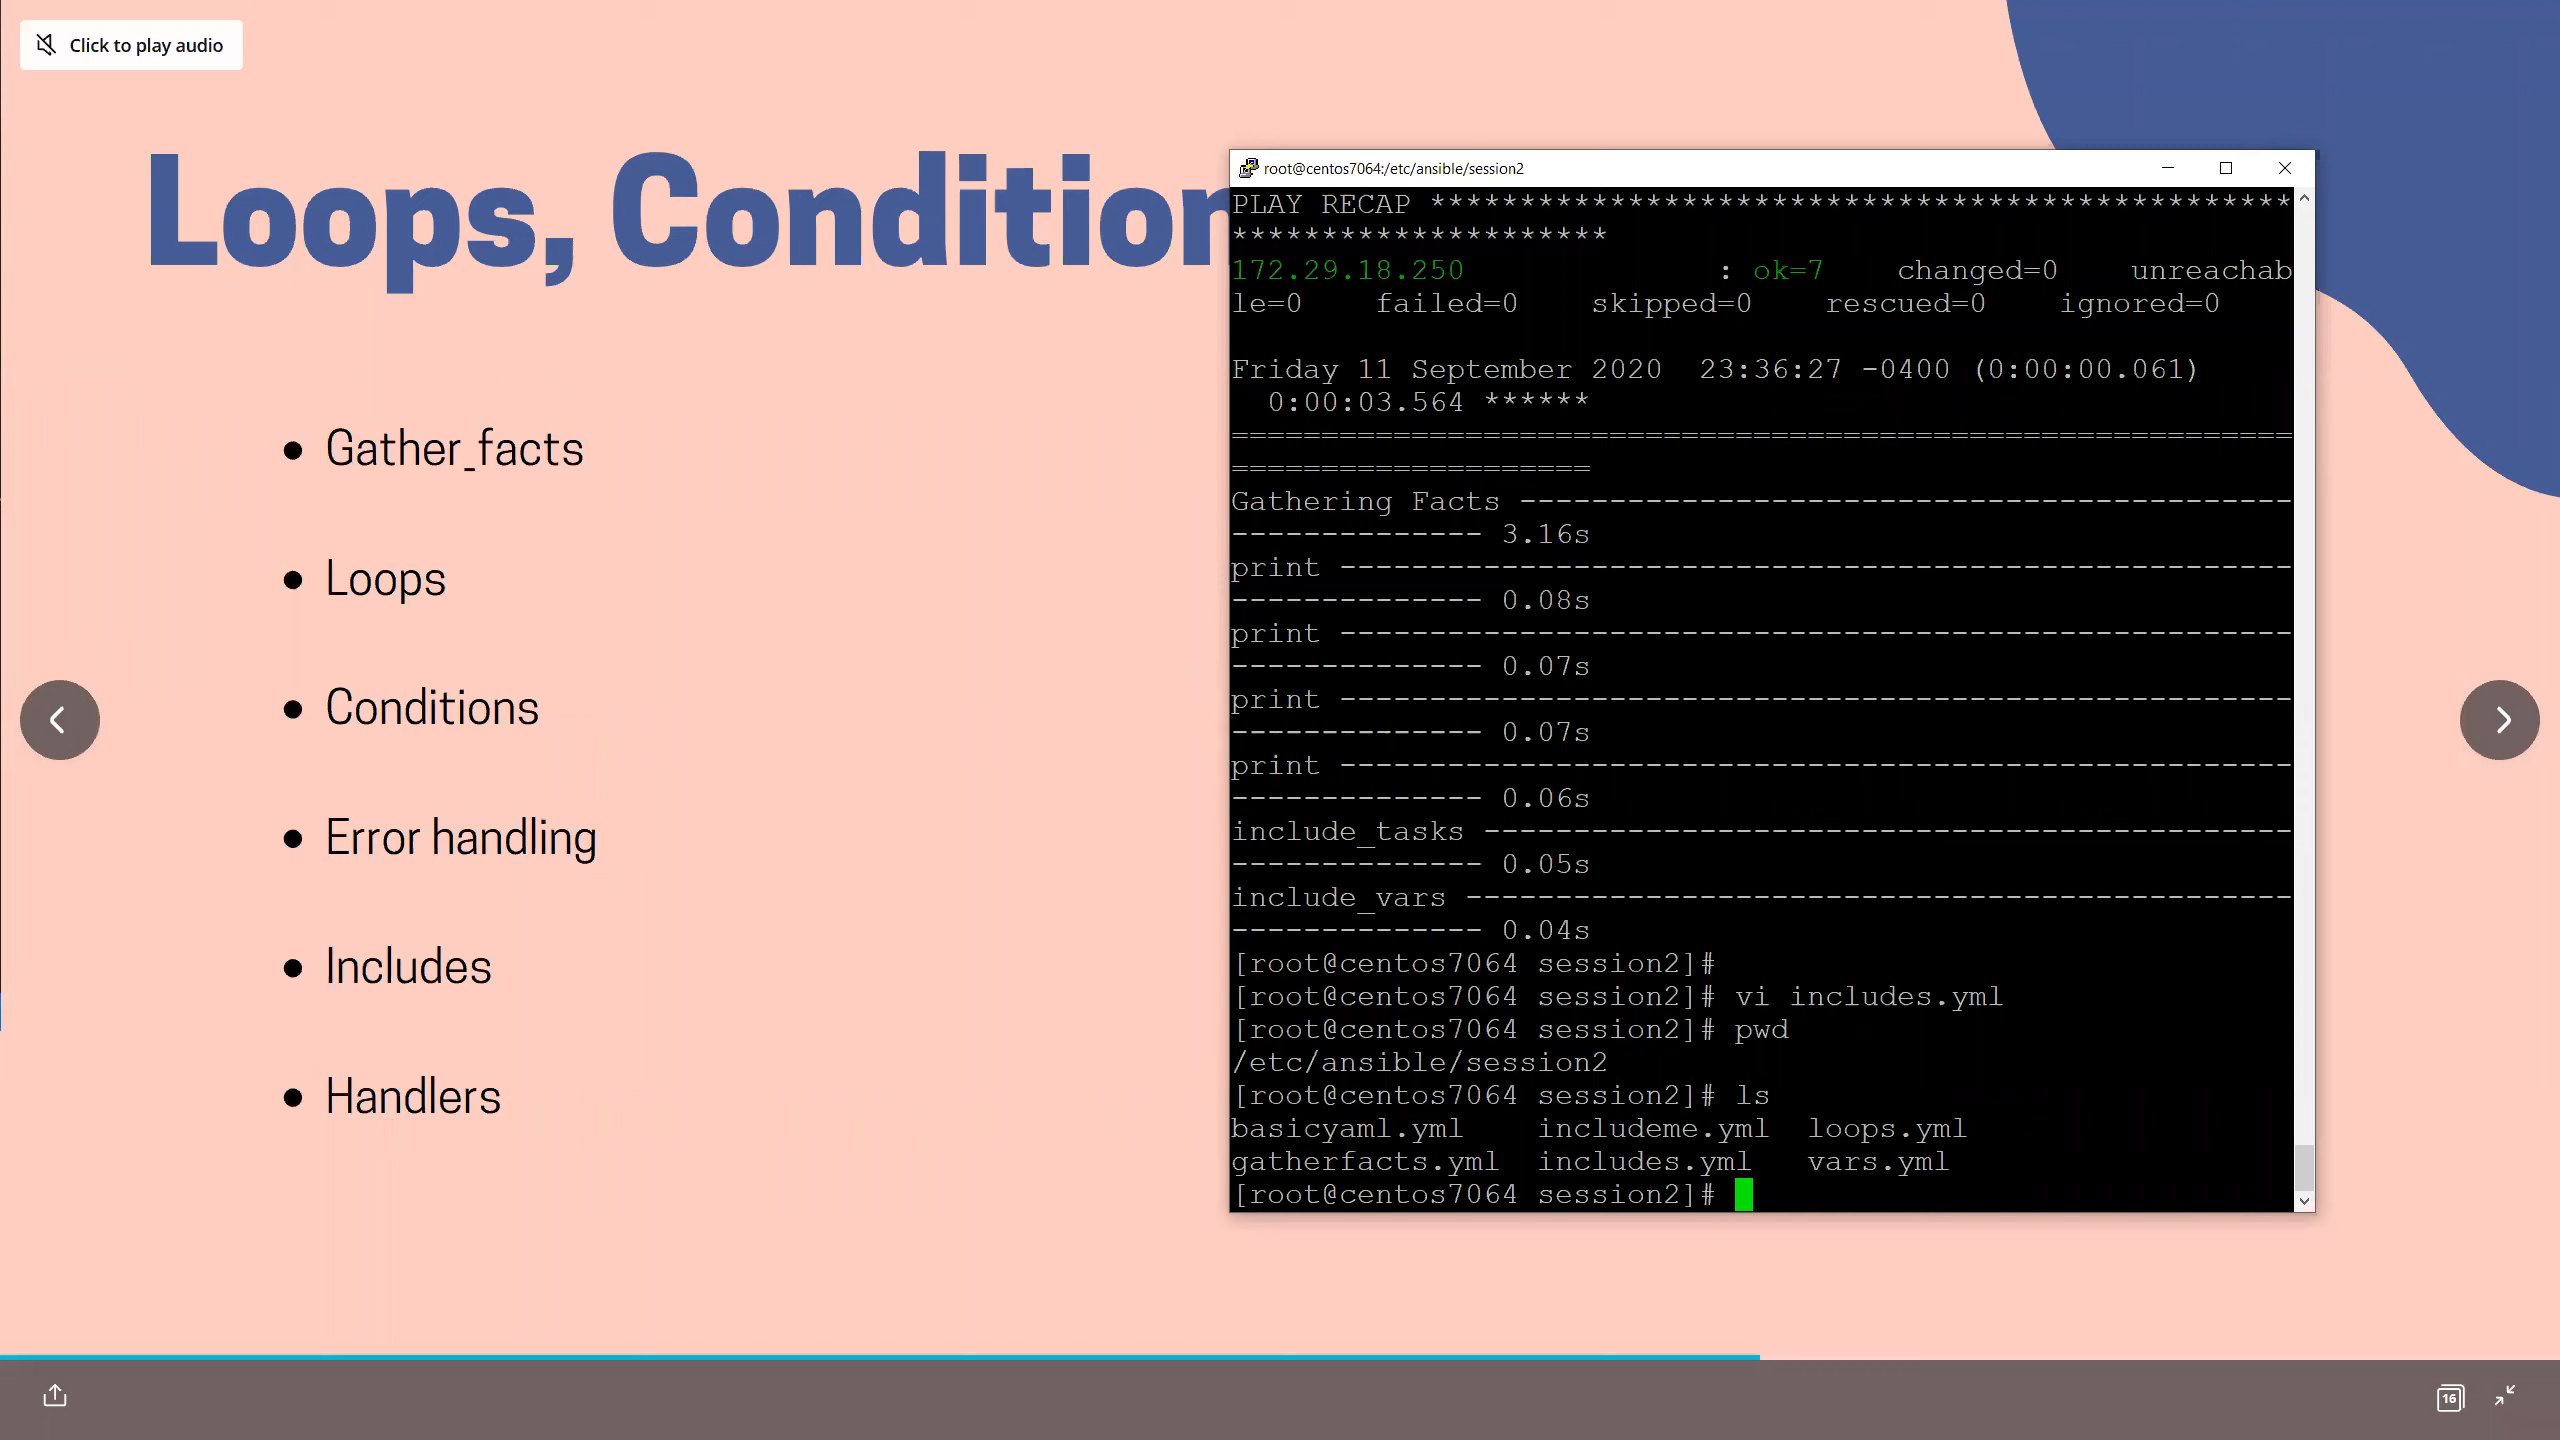 Click to play audio
Loops, Condition
Gather_facts
Loops
Conditions
Error handling
Includes
Handlers
root@centos7064:/etc/ansible/session2
PLAY RECAP ************************************************
*********************
172.29.18.250              : ok=7    changed=0    unreachab
le=0    failed=0    skipped=0    rescued=0    ignored=0
Friday 11 September 2020  23:36:27 -0400 (0:00:00.061)
0:00:03.564 ******
===========================================================
====================
Gathering Facts -------------------------------------------
-------------- 3.16s
print -----------------------------------------------------
-------------- 0.08s
print -----------------------------------------------------
-------------- 0.07s
print -----------------------------------------------------
-------------- 0.07s
print -----------------------------------------------------
-------------- 0.06s
include_tasks ---------------------------------------------
-------------- 0.05s
include_vars ----------------------------------------------
-------------- 0.04s
[root@centos7064 session2]#
[root@centos7064 session2]# vi includes.yml
[root@centos7064 session2]# pwd
/etc/ansible/session2
[root@centos7064 session2]# ls
basicyaml.yml    includeme.yml  loops.yml
gatherfacts.yml  includes.yml   vars.yml
[root@centos7064 session2]#
16